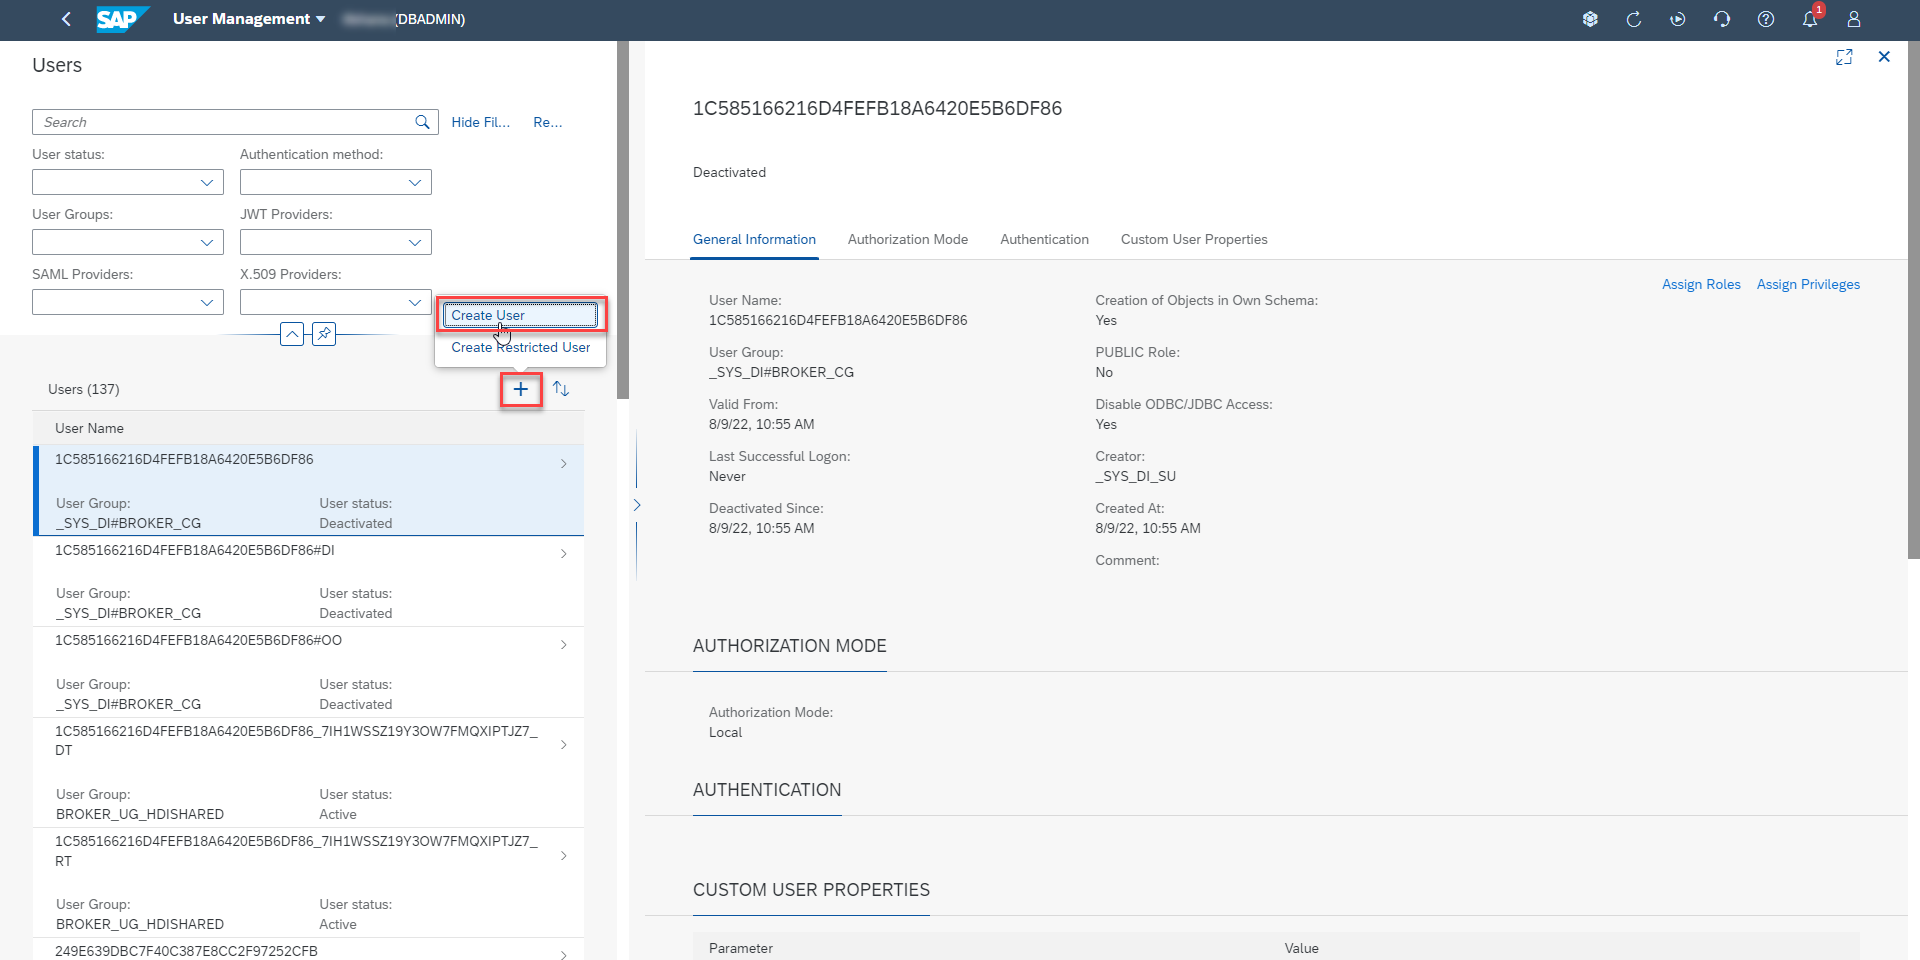 SAP User Management (DBADMIN) 1
Users
Search Hide Fil... Re...
User status: Authentication method:
User Groups: JWT Providers:
SAML Providers: X.509 Providers:
Create User
Create Restricted User
Users (137)
User Name
1C585166216D4FEFB18A6420E5B6DF86
User Group: User status:
_SYS_DI#BROKER_CG Deactivated
1C585166216D4FEFB18A6420E5B6DF86#DI
User Group: User status:
_SYS_DI#BROKER_CG Deactivated
1C585166216D4FEFB18A6420E5B6DF86#OO
User Group: User status:
_SYS_DI#BROKER_CG Deactivated
1C585166216D4FEFB18A6420E5B6DF86_7IH1WSSZ19Y3OW7FMQXIPTJZ7_
DT
User Group: User status:
BROKER_UG_HDISHARED Active
1C585166216D4FEFB18A6420E5B6DF86_7IH1WSSZ19Y3OW7FMQXIPTJZ7_
RT
User Group: User status:
BROKER_UG_HDISHARED Active
249E639DBC7F40C387E8CC2F97252CFB
1C585166216D4FEFB18A6420E5B6DF86
Deactivated
General Information Authorization Mode Authentication Custom User Properties
Assign Roles Assign Privileges
User Name: Creation of Objects in Own Schema:
1C585166216D4FEFB18A6420E5B6DF86 Yes
User Group: PUBLIC Role:
_SYS_DI#BROKER_CG No
Valid From: Disable ODBC/JDBC Access:
8/9/22, 10:55 AM Yes
Last Successful Logon: Creator:
Never _SYS_DI_SU
Deactivated Since: Created At:
8/9/22, 10:55 AM 8/9/22, 10:55 AM
Comment:
AUTHORIZATION MODE
Authorization Mode:
Local
AUTHENTICATION
CUSTOM USER PROPERTIES
Parameter Value